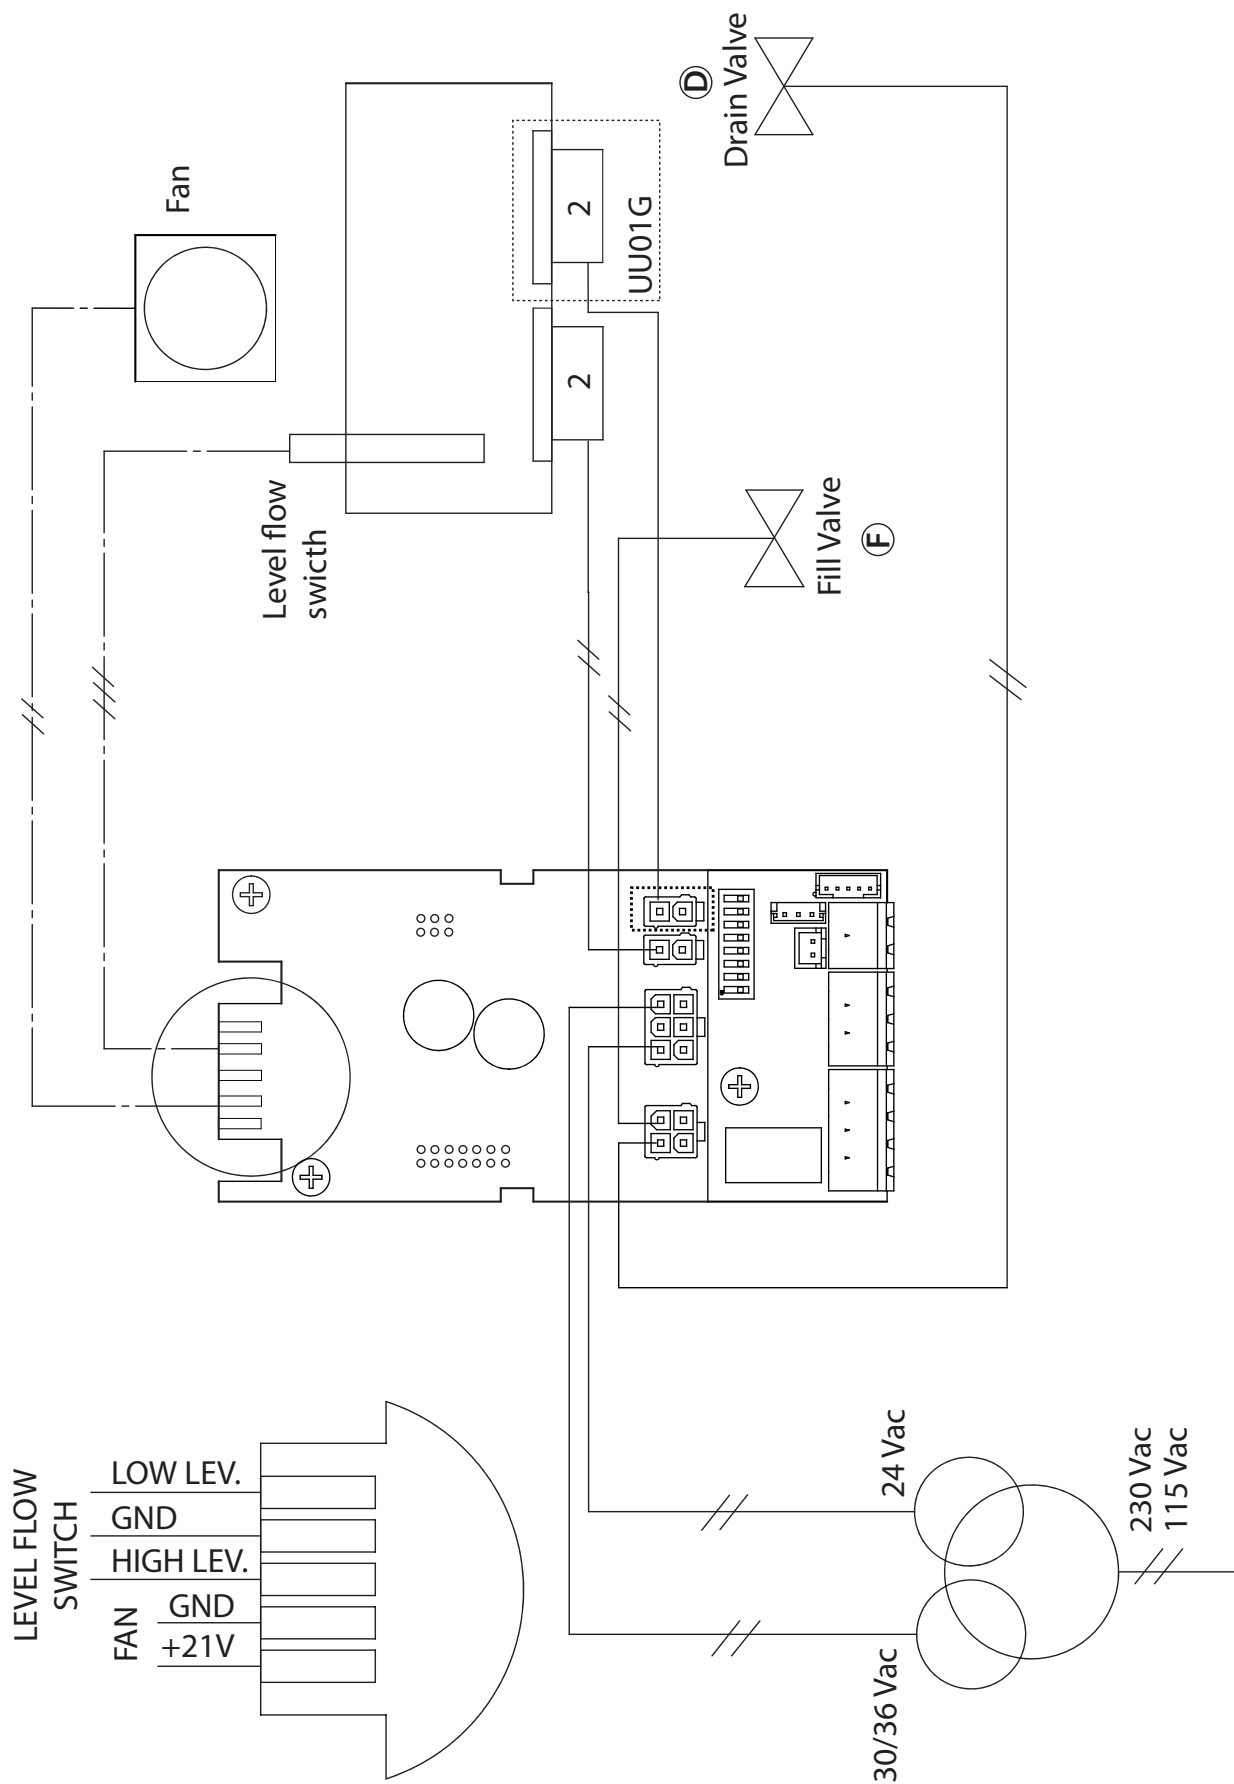 Fan
Level flow
swicth
2
2
UU01G
D
Drain Valve
Fill Valve
F
LEVEL FLOW
SWITCH
LOW LEV.
GND
HIGH LEV.
FAN
GND
+21V
24 Vac
30/36 Vac
230 Vac
115 Vac